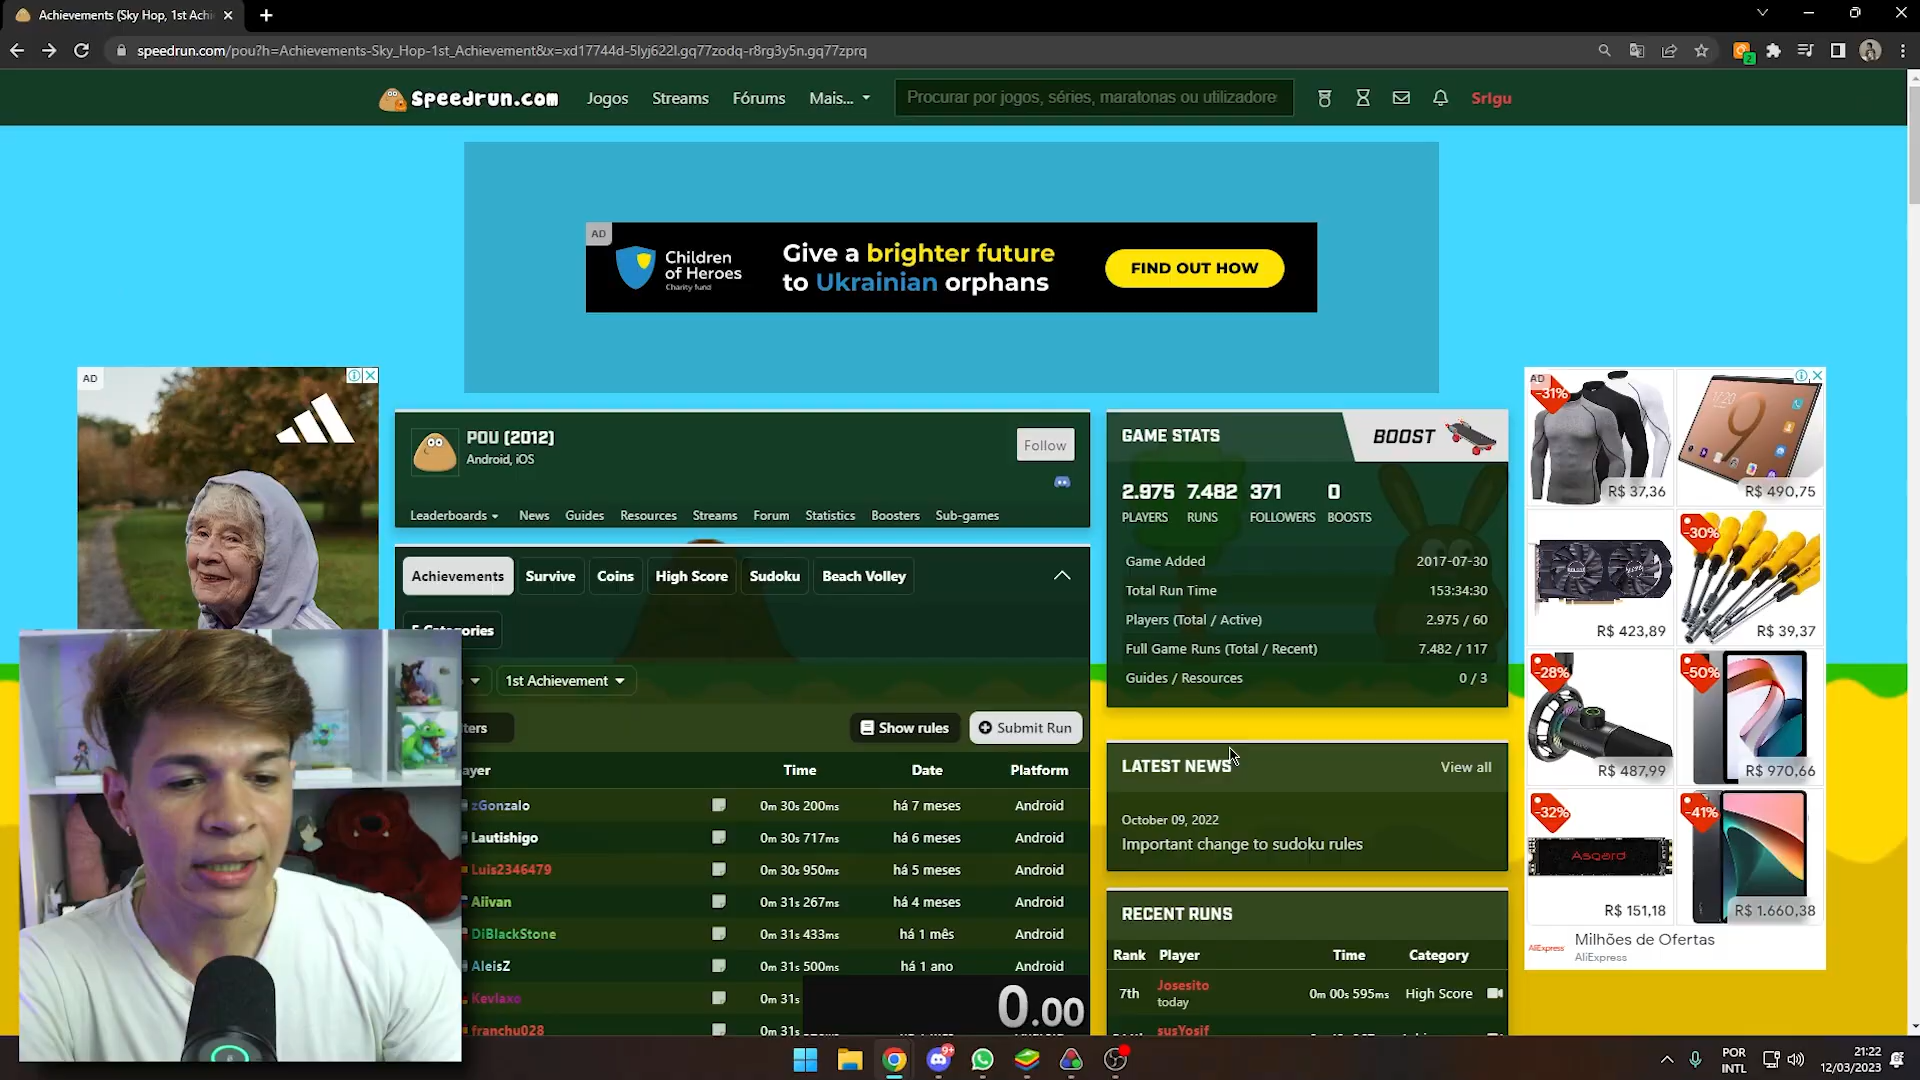 Achievements (Sky Hop, 1st Achi
speedrun.com/pou?h=Achievements-Sky_Hop-1st_Achievement&x=xd17744d-5lyj622l.gq77zodq-r8rg3y5n.gq77zprq
2
Speedrun.com
Jogos
Streams
Fóruns
Mais...
Procurar por jogos, séries, maratonas ou utilizadore
SrIgu
AD
Children
of Heroes
Charity fund
Give a brighter future
to Ukrainian orphans
FIND OUT HOW
AD
POU (2012)
Android, iOS
Follow
Leaderboards
News
Guides
Resources
Streams
Forum
Statistics
Boosters
Sub-games
Achievements
Survive
Coins
High Score
Sudoku
Beach Volley
5 Categories
1st Achievement
ters
Show rules
Submit Run
ayer Time Date Platform
zGonzalo 0m 30s 200ms há 7 meses Android
Lautishigo 0m 30s 717ms há 6 meses Android
Luis2346479 0m 30s 950ms há 5 meses Android
Aiivan 0m 31s 267ms há 4 meses Android
DiBlackStone 0m 31s 433ms há 1 mês Android
AleisZ 0m 31s 500ms há 1 ano Android
Kevlaxo 0m 31s
franchu028 0m 31s
0.00
GAME STATS
BOOST
2.975 7.482 371 0
PLAYERS RUNS FOLLOWERS BOOSTS
Game Added 2017-07-30
Total Run Time 153:34:30
Players (Total / Active) 2.975 / 60
Full Game Runs (Total / Recent) 7.482 / 117
Guides / Resources 0 / 3
LATEST NEWS
View all
October 09, 2022
Important change to sudoku rules
RECENT RUNS
Rank Player Time Category
7th Josesito 0m 00s 595ms High Score
today
susYosif
AD
-31%
R$ 37,36
R$ 490,75
R$ 423,89
-30%
R$ 39,37
-28%
R$ 487,99
-50%
R$ 970,66
-32%
Asgard
R$ 151,18
-41%
R$ 1.660,38
AliExpress
Milhões de Ofertas
AliExpress
9+
POR
INTL
21:22
12/03/2023